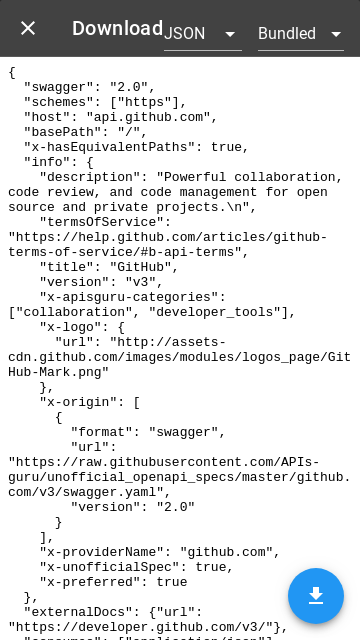 Download JSON Bundled
{
"swagger": "2.0",
"schemes": ["https"],
"host": "api.github.com",
"basePath": "/",
"x-hasEquivalentPaths": true,
"info": {
"description": "Powerful collaboration,
code review, and code management for open
source and private projects.\n",
"termsOfService":
"https://help.github.com/articles/github-
terms-of-service/#b-api-terms",
"title": "GitHub",
"version": "v3",
"x-apisguru-categories":
["collaboration", "developer_tools"],
"x-logo": {
"url": "http://assets-
cdn.github.com/images/modules/logos_page/Git
Hub-Mark.png"
},
"x-origin": [
{
"format": "swagger",
"url":
"https://raw.githubusercontent.com/APIs-
guru/unofficial_openapi_specs/master/github.
com/v3/swagger.yaml",
"version": "2.0"
}
],
"x-providerName": "github.com",
"x-unofficialSpec": true,
"x-preferred": true
},
"externalDocs": {"url":
"https://developer.github.com/v3/"},